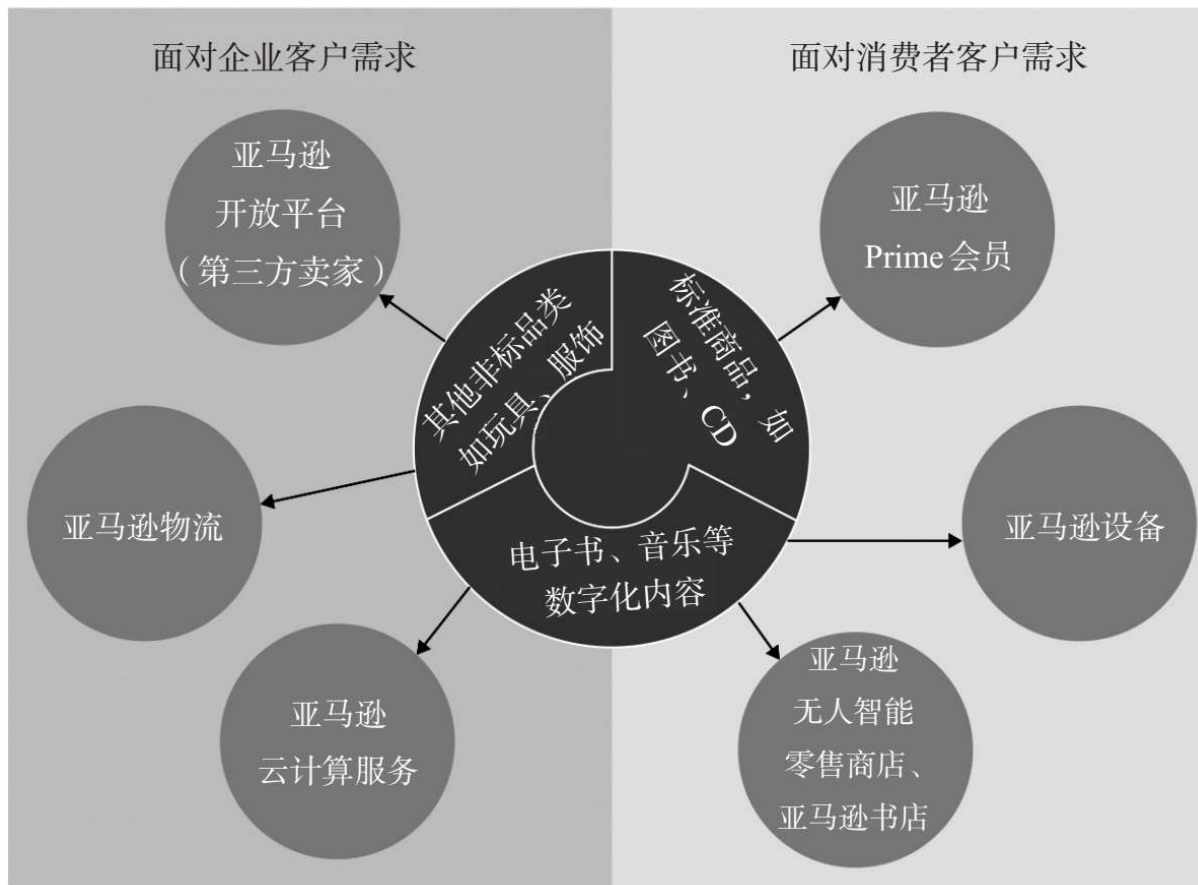 面对企业客户需求
面对消费者客户需求
亚马逊
开放平台
（第三方卖家）
亚马逊
Prime会员
其他非标品类
如玩具、服饰
标准商品，如
图书、CD
亚马逊物流
亚马逊设备
电子书、音乐等
数字化内容
亚马逊
云计算服务
亚马逊
无人智能
零售商店、
亚马逊书店